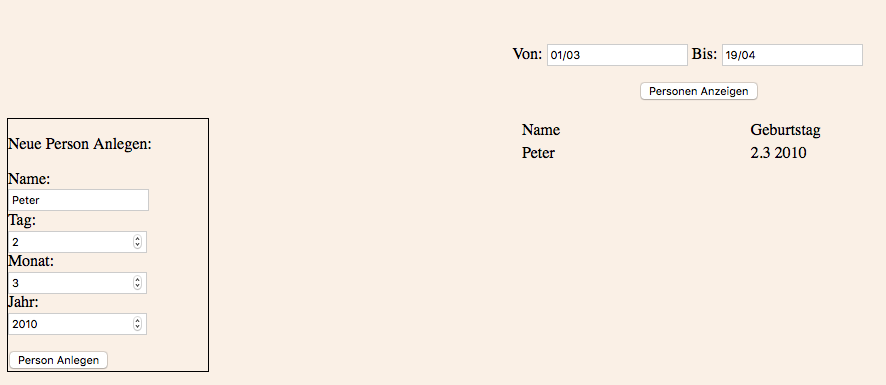 Von: 01/03 Bis: 19/04
Personen Anzeigen
Name Geburtstag
Peter 2.3 2010
Neue Person Anlegen:
Name:
Peter
Tag:
2
Monat:
3
Jahr:
2010
Person Anlegen